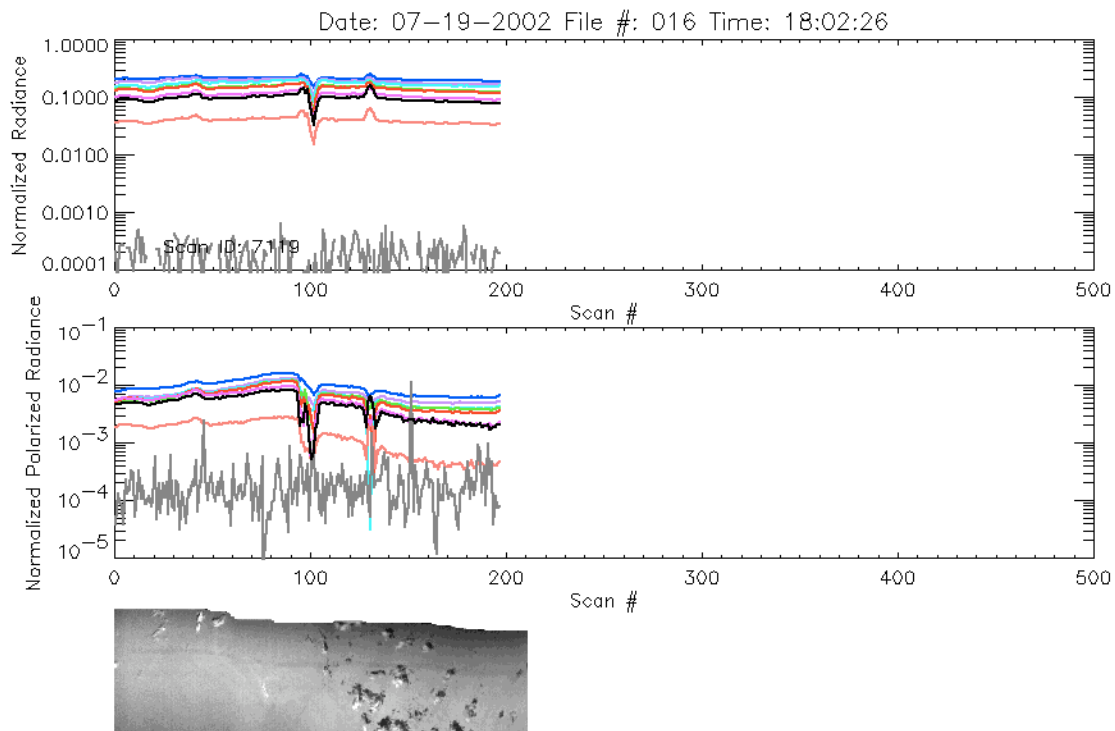 Date: 07-19-2002 File #: 016 Time: 18:02:26
Normalized Radiance
1.0000
0.1000
0.0100
0.0010
0.0001
Scan ID: 7119
0 100 200 300 400 500
Scan #
Normalized Polarized Radiance
10-1
10-2
10-3
10-4
10-5
0 100 200 300 400 500
Scan #